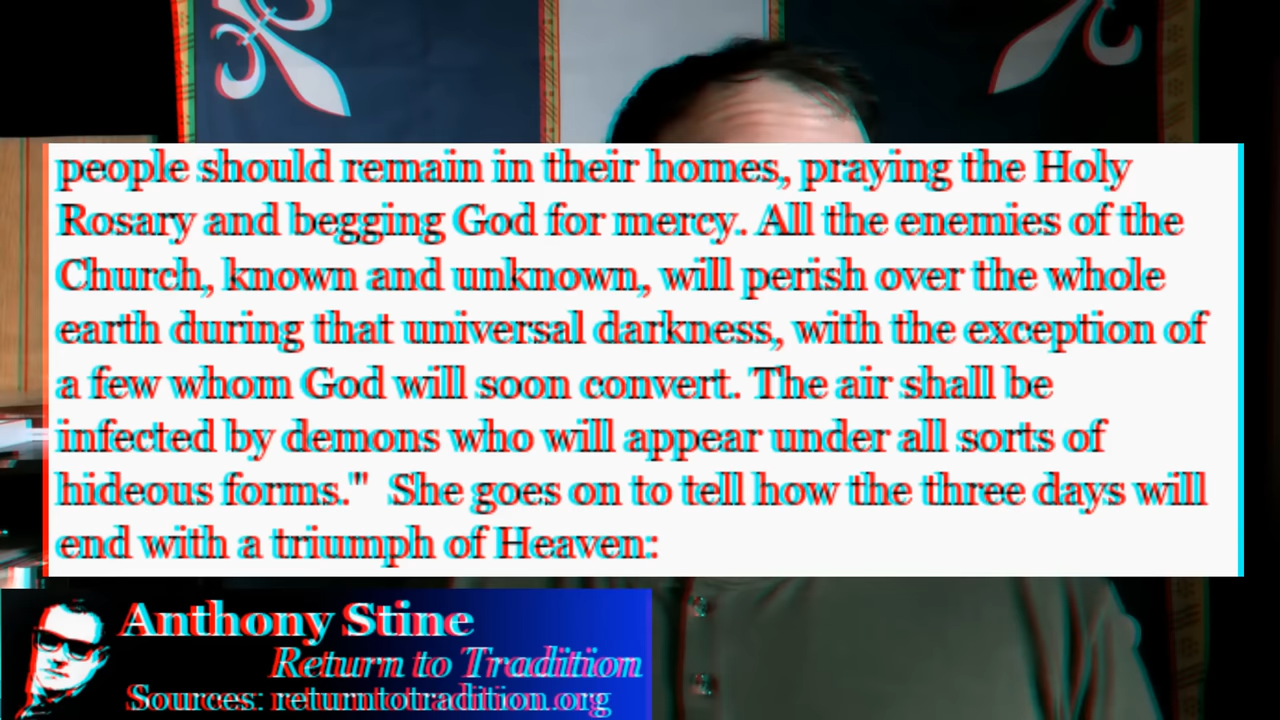 people should remain in their homes, praying the Holy
Rosary and begging God for mercy. All the enemies of the
Church, known and unknown, will perish over the whole
earth during that universal darkness, with the exception of
a few whom God will soon convert. The air shall be
infected by demons who will appear under all sorts of
hideous forms."  She goes on to tell how the three days will
end with a triumph of Heaven:
Anthony Stine
Return to Tradition
Sources: returntotradition.org